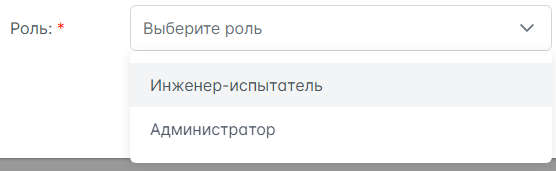 Роль: * Выберите роль
Инженер-испытатель
Администратор